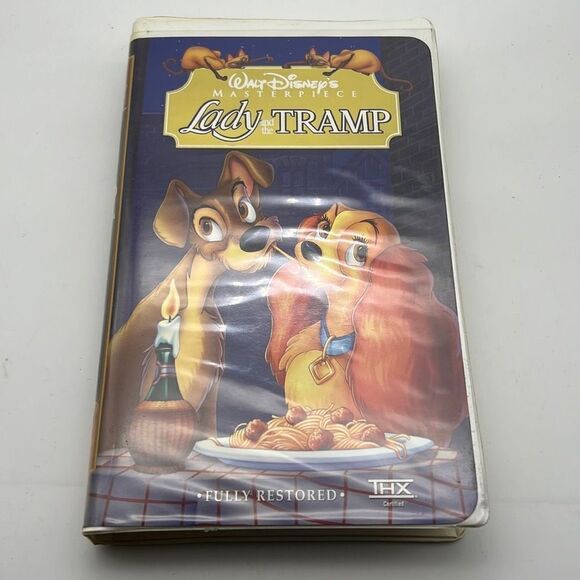 Walt Disney's
MASTERPIECE
Lady and the TRAMP
• FULLY RESTORED •
THX
Certified